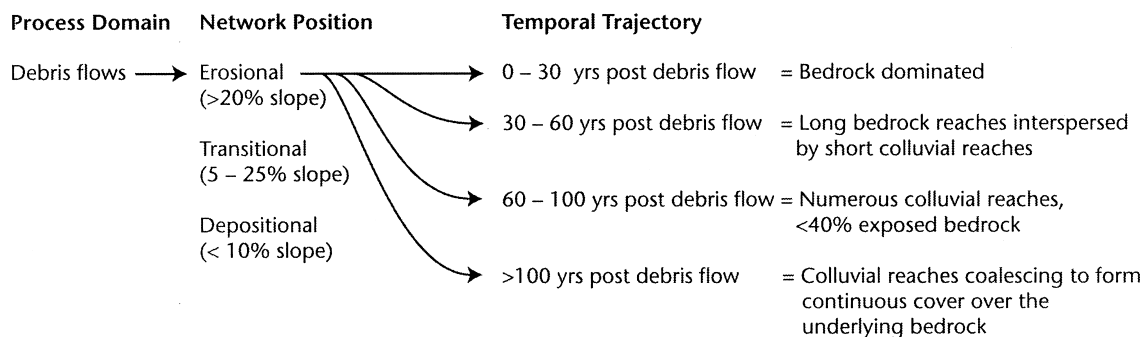 Process Domain Network Position Temporal Trajectory
Debris flows Erosional 0 – 30 yrs post debris flow = Bedrock dominated
(>20% slope)
30 – 60 yrs post debris flow = Long bedrock reaches interspersed
by short colluvial reaches
Transitional
(5 – 25% slope)
60 – 100 yrs post debris flow = Numerous colluvial reaches,
<40% exposed bedrock
Depositional
(< 10% slope)
>100 yrs post debris flow = Colluvial reaches coalescing to form
continuous cover over the
underlying bedrock